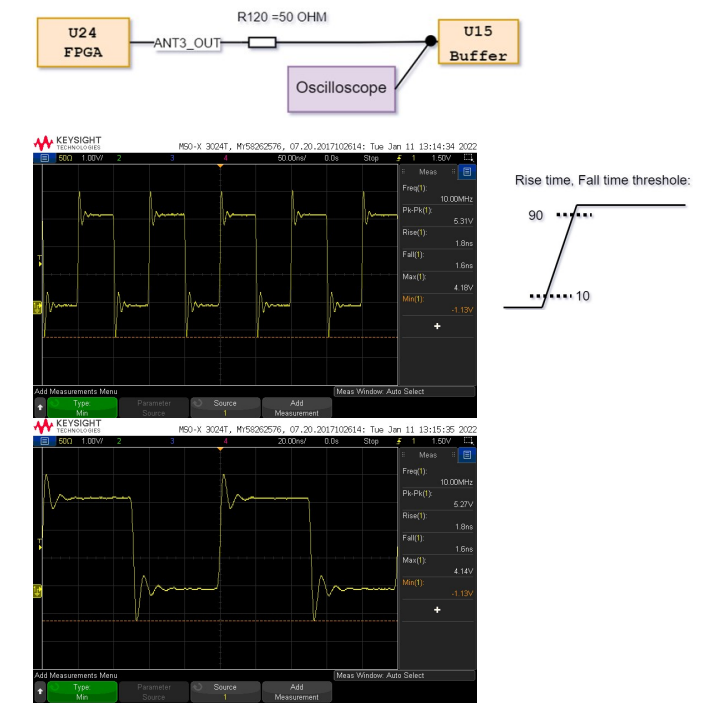 R120 =50 OHM
U24
FPGA
ANT3_OUT
U15
Buffer
Oscilloscope
KEYSIGHT
TECHNOLOGIES
MSO-X 3024T, MY58262576, 07.20.2017102614: Tue Jan 11 13:14:34 2022
50Ω 1.00V/ 2 3 4 50.00ns/ 0.0s Stop 1 1.50V
Meas
Freq(1):
10.00MHz
Pk-Pk(1):
5.31V
Rise(1):
1.8ns
Fall(1):
1.6ns
Max(1):
4.18V
Min(1):
-1.13V
T
Add Measurements Menu
Meas Window: Auto Select
Type:
Min
Parameter
Source
Source
1
Add
Measurement
Rise time, Fall time threshole:
90
10
KEYSIGHT
TECHNOLOGIES
MSO-X 3024T, MY58262576, 07.20.2017102614: Tue Jan 11 13:15:35 2022
50Ω 1.00V/ 2 3 4 20.00ns/ 0.0s Stop 1 1.50V
Meas
Freq(1):
10.00MHz
Pk-Pk(1):
5.27V
Rise(1):
1.8ns
Fall(1):
1.6ns
Max(1):
4.14V
Min(1):
-1.13V
T
Add Measurements Menu
Meas Window: Auto Select
Type:
Min
Parameter
Source
Source
1
Add
Measurement